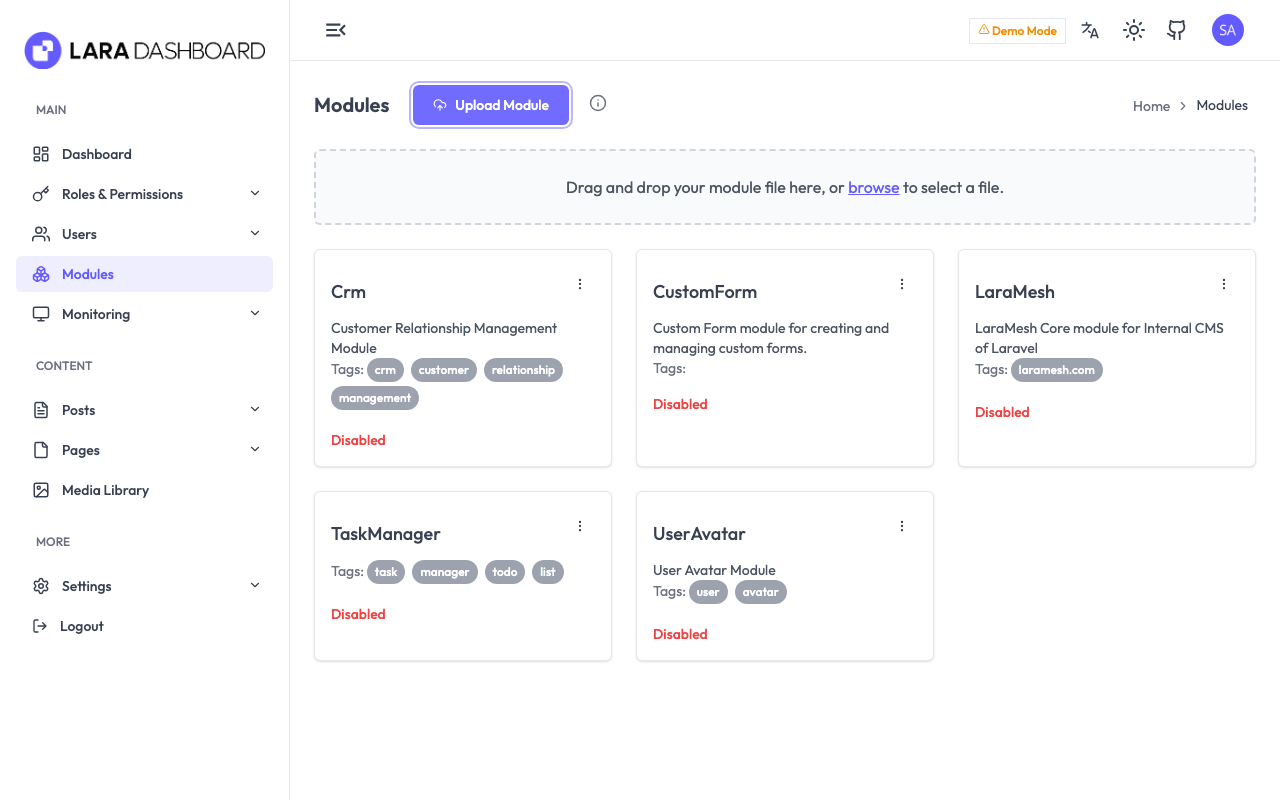 LARA DASHBOARD
Demo Mode
SA
MAIN
Dashboard
Roles & Permissions
Users
Modules
Monitoring
CONTENT
Posts
Pages
Media Library
MORE
Settings
Logout
Modules
Upload Module
Home > Modules
Drag and drop your module file here, or browse to select a file.
Crm
Customer Relationship Management
Module
Tags: crm customer relationship
management
Disabled
CustomForm
Custom Form module for creating and
managing custom forms.
Tags:
Disabled
LaraMesh
LaraMesh Core module for Internal CMS
of Laravel
Tags: laramesh.com
Disabled
TaskManager
Tags: task manager todo list
Disabled
UserAvatar
User Avatar Module
Tags: user avatar
Disabled